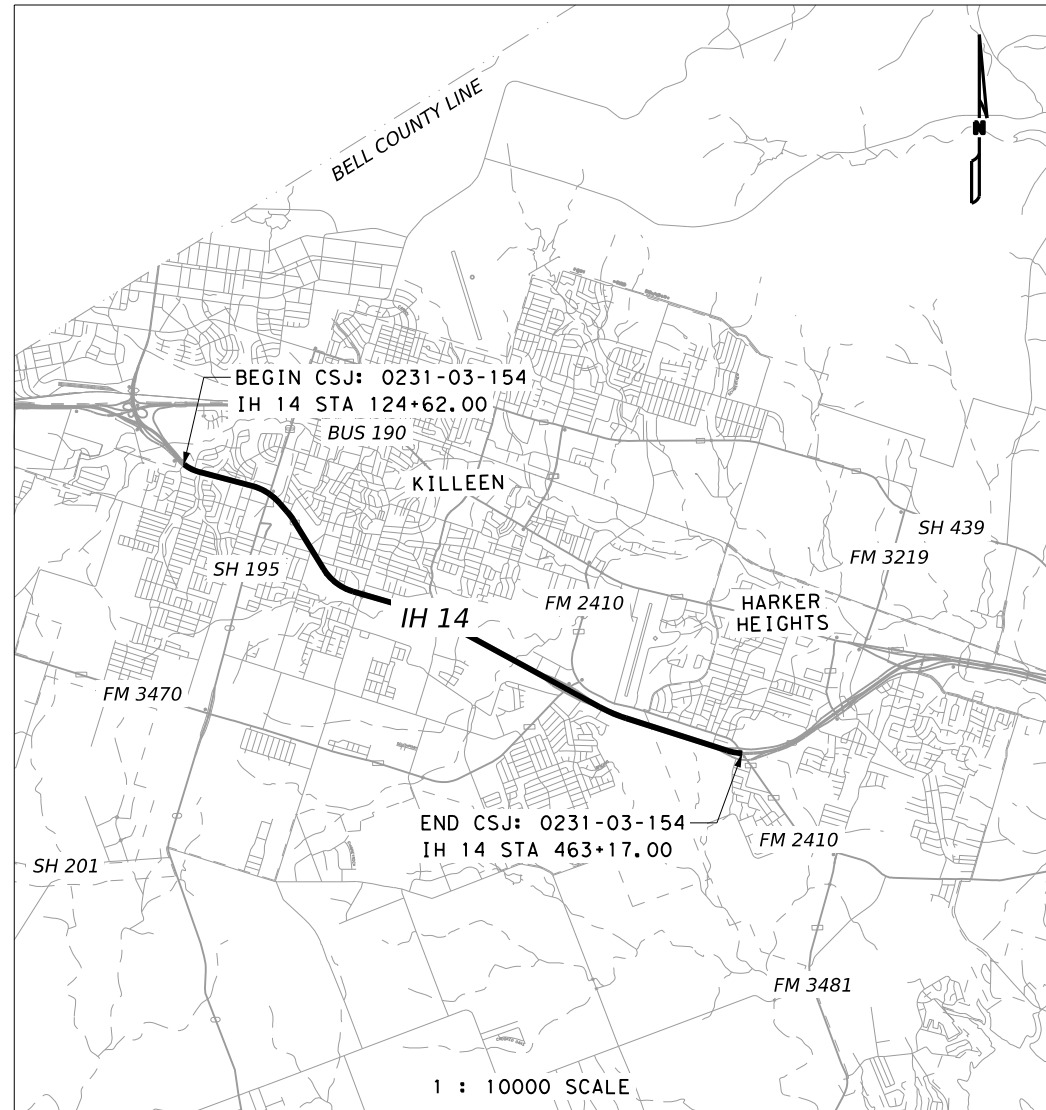 BELL COUNTY LINE
N
BEGIN CSJ: 0231-03-154
IH 14 STA 124+62.00
BUS 190
KILLEEN
SH 439
FM 3219
SH 195
FM 2410
HARKER
HEIGHTS
IH 14
FM 3470
END CSJ: 0231-03-154
IH 14 STA 463+17.00
FM 2410
SH 201
FM 3481
1 : 10000 SCALE